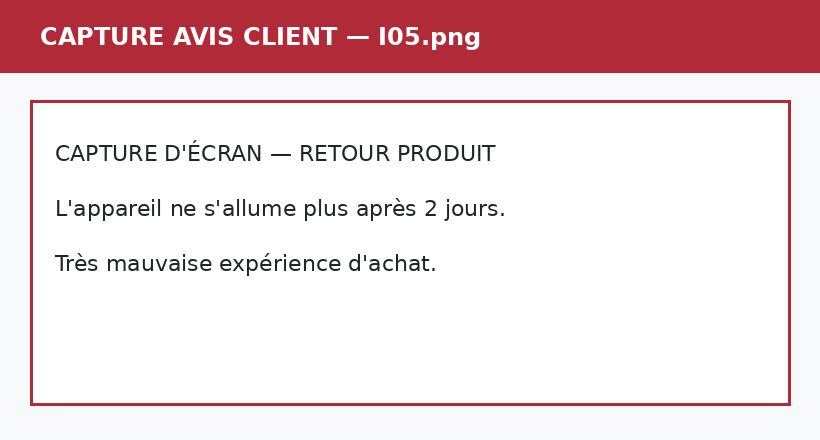 CAPTURE AVIS CLIENT — I05.png
CAPTURE D'ÉCRAN — RETOUR PRODUIT
L'appareil ne s'allume plus après 2 jours.
Très mauvaise expérience d'achat.